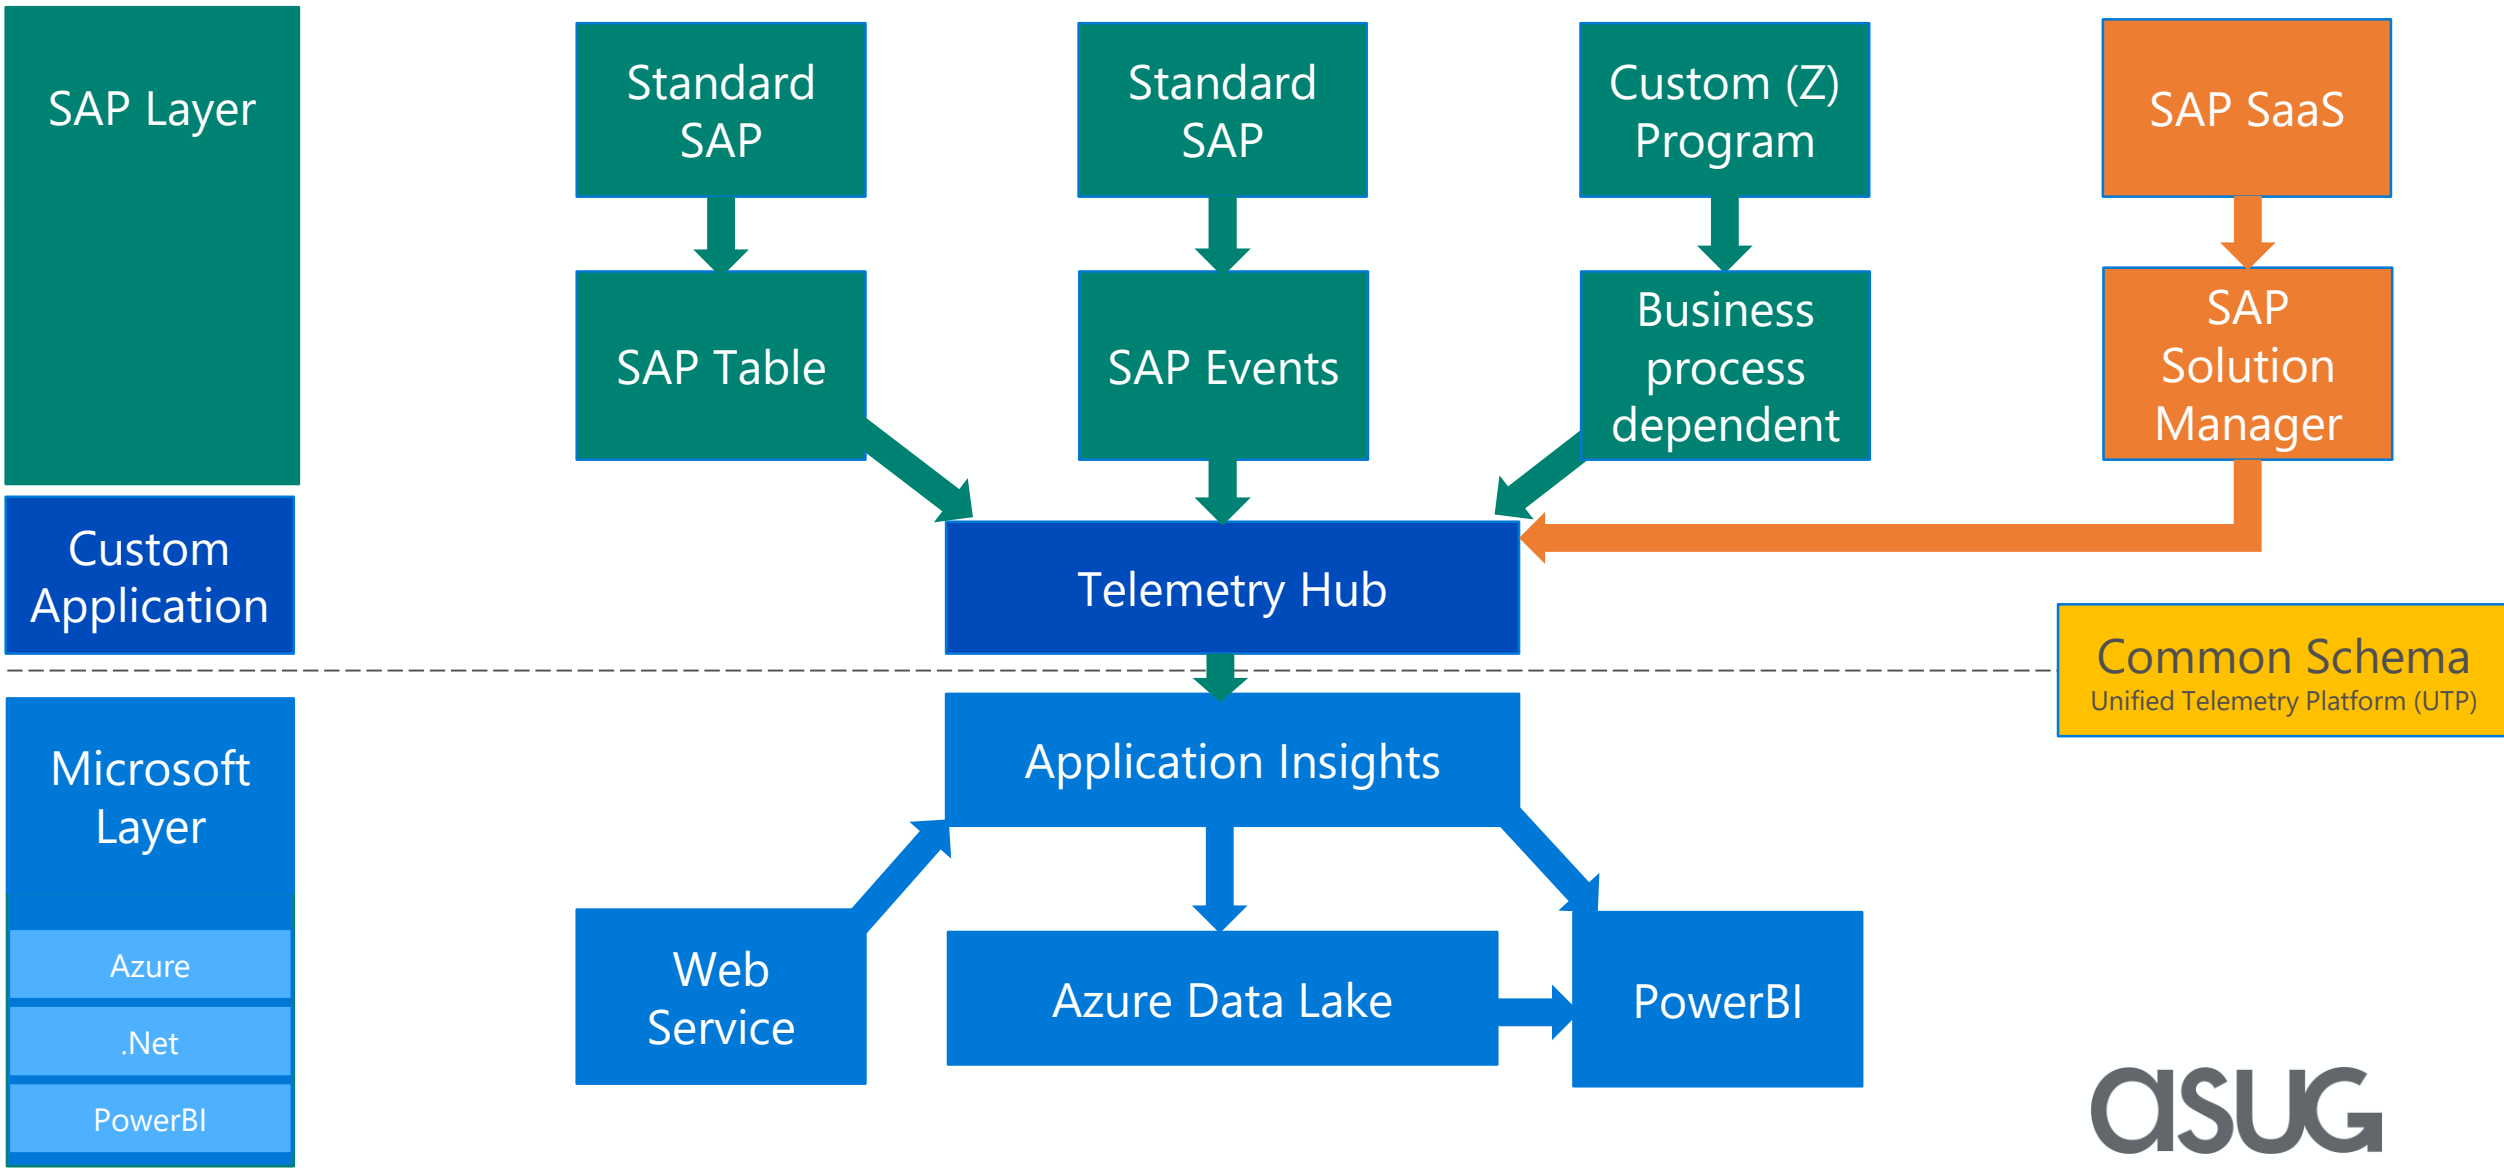 SAP Layer
Standard
SAP
Standard
SAP
Custom (Z)
Program
SAP SaaS
SAP Table
SAP Events
Business
process
dependent
SAP
Solution
Manager
Custom
Application
Telemetry Hub
Common Schema
Unified Telemetry Platform (UTP)
Microsoft
Layer
Application Insights
Azure
.Net
PowerBI
Web
Service
Azure Data Lake
PowerBI
asug